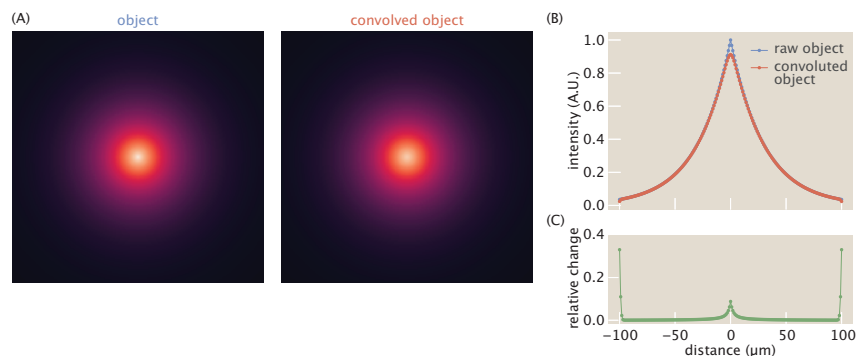 (A)
object
convolved object
(B)
1.0
0.8
0.6
0.4
0.2
0.0
intensity (A.U.)
raw object
convoluted
object
(C)
0.4
0.2
0.0
relative change
−100
−50
0
50
100
distance (μm)